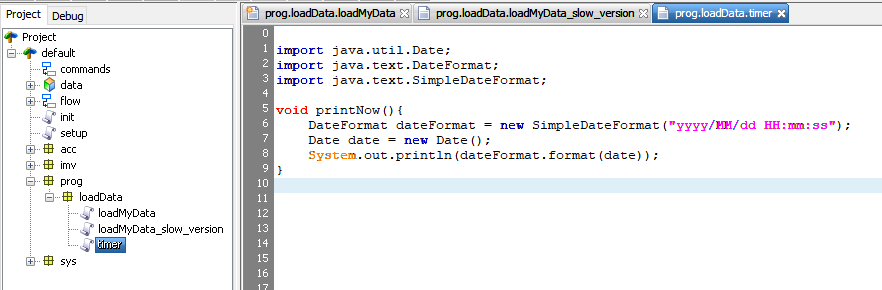 Project
Debug
Project
default
commands
data
flow
init
setup
acc
imv
prog
loadData
loadMyData
loadMyData_slow_version
timer
sys
prog.loadData.loadMyData
prog.loadData.loadMyData_slow_version
prog.loadData.timer
0
1 import java.util.Date;
2 import java.text.DateFormat;
3 import java.text.SimpleDateFormat;
4
5 void printNow(){
6 DateFormat dateFormat = new SimpleDateFormat("yyyy/MM/dd HH:mm:ss");
7 Date date = new Date();
8 System.out.println(dateFormat.format(date));
9 }
10
11
12
13
14
15
16
17